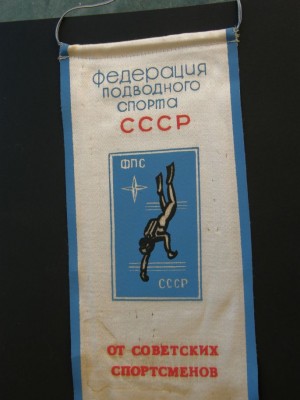 федерация
подводного
спорта
СССР
ФПС
СССР
ОТ СОВЕТСКИХ
СПОРТСМЕНОВ